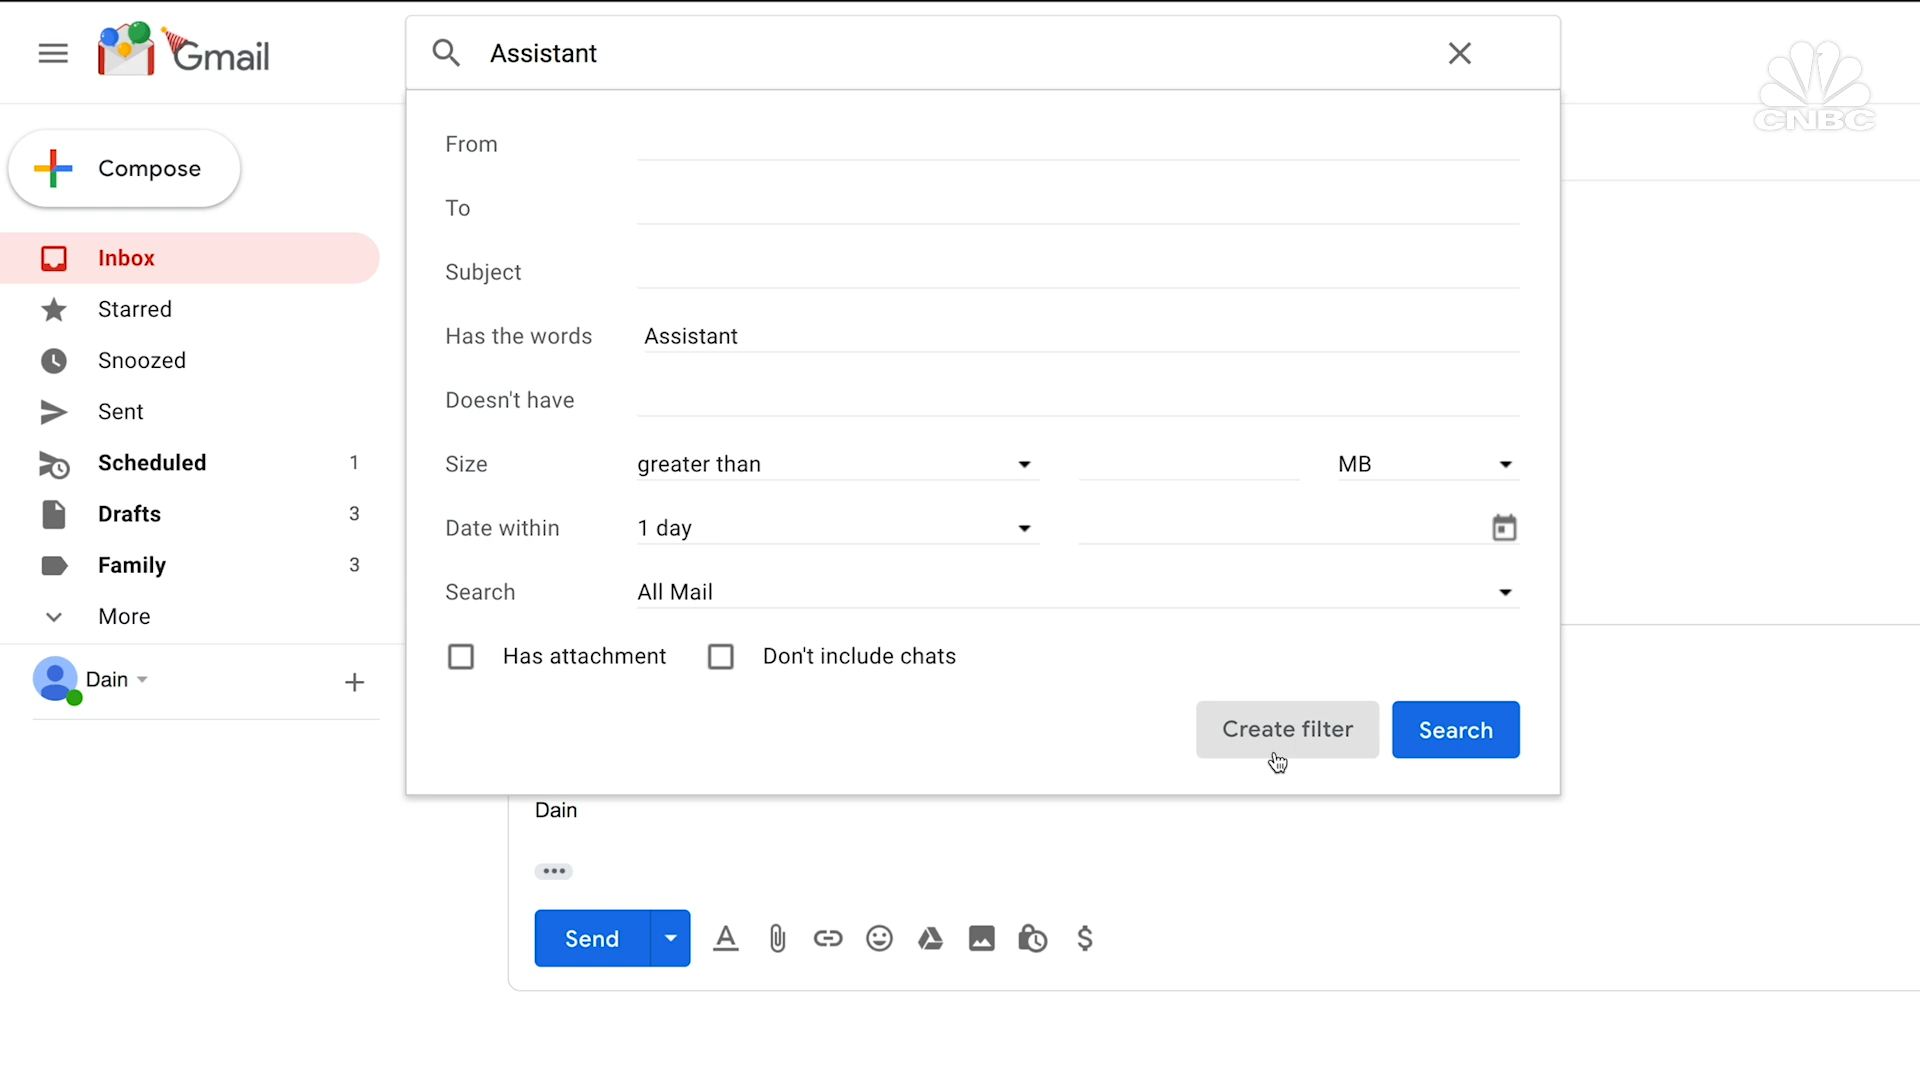 Gmail
Assistant
CNBC
Compose
Inbox
Starred
Snoozed
Sent
Scheduled 1
Drafts 3
Family 3
More
Dain
From
To
Subject
Has the words Assistant
Doesn't have
Size greater than MB
Date within 1 day
Search All Mail
Has attachment Don't include chats
Create filter Search
Dain
Send